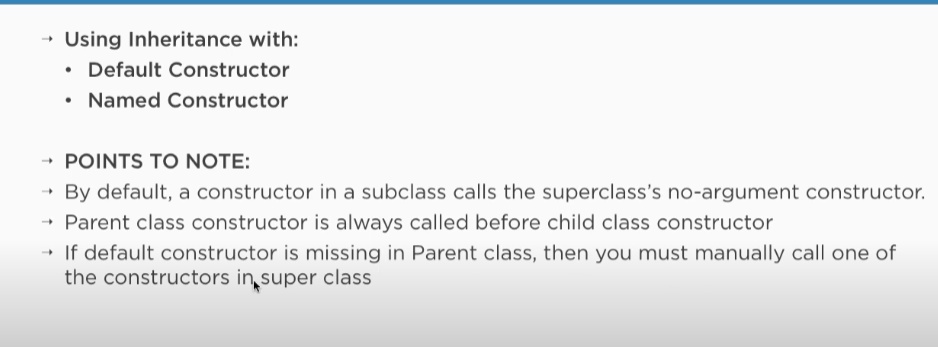 → Using Inheritance with:
• Default Constructor
• Named Constructor
→ POINTS TO NOTE:
→ By default, a constructor in a subclass calls the superclass's no-argument constructor.
→ Parent class constructor is always called before child class constructor
→ If default constructor is missing in Parent class, then you must manually call one of
the constructors in super class